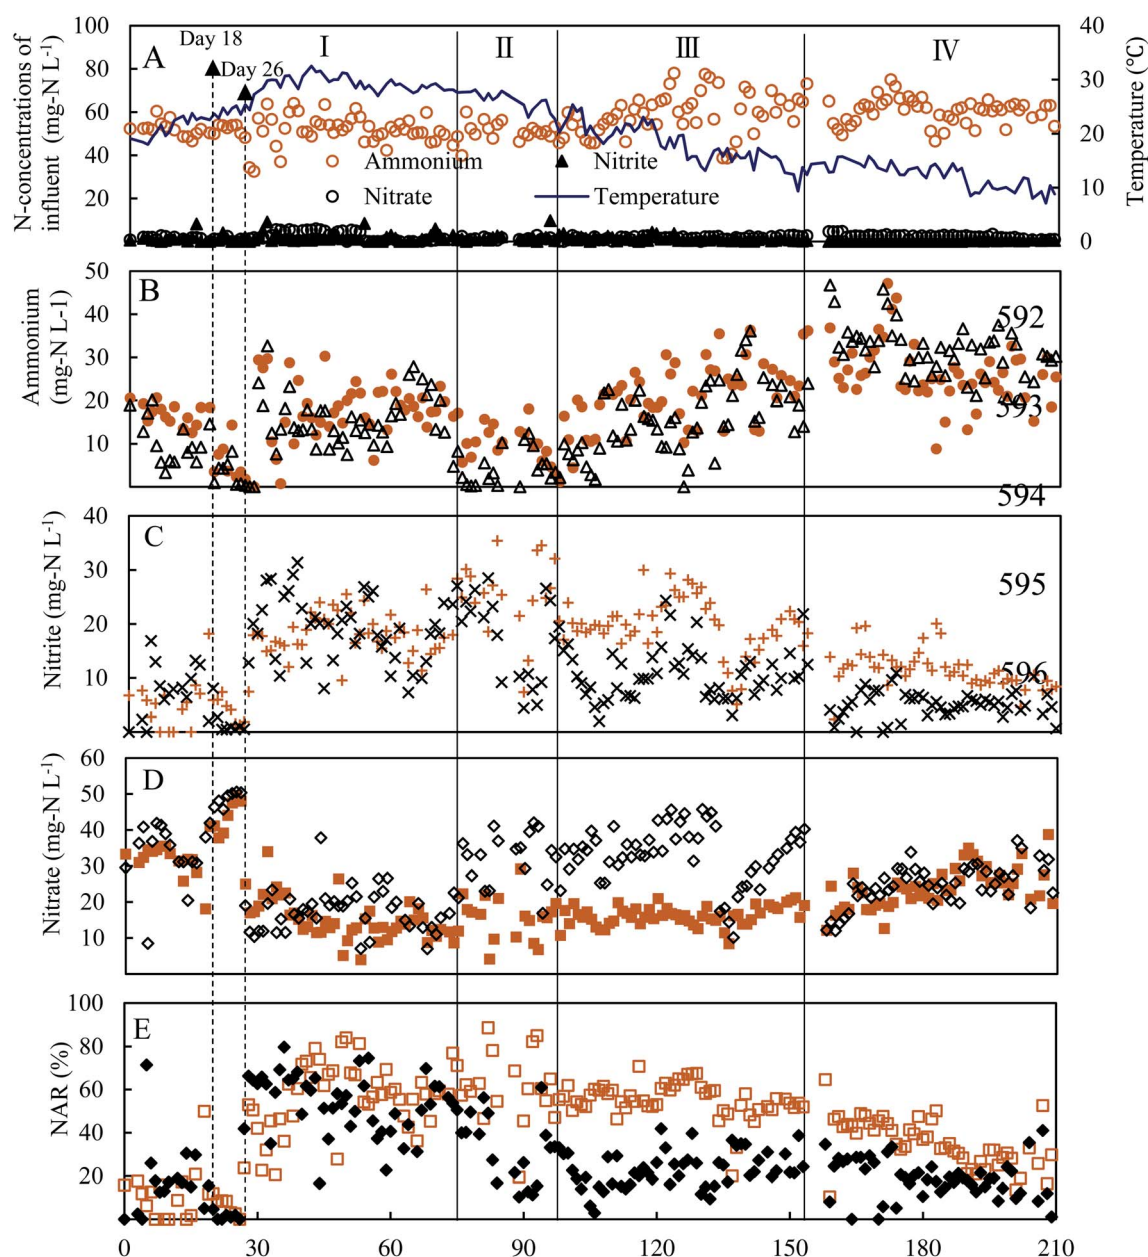 100
80
60
40
20
N-concentrations of
influent (mg-N L⁻¹)
A
Day 18
Day 26
I
II
III
IV
40
30
20
10
0
Temperature (°C)
Ammonium
Nitrite
Nitrate
Temperature
50
40
30
20
10
Ammonium
(mg-N L-1)
B
592
593
594
40
30
20
10
Nitrite (mg-N L⁻¹)
C
595
596
60
50
40
30
20
10
Nitrate (mg-N L⁻¹)
D
100
80
60
40
20
NAR (%)
E
0 30 60 90 120 150 180 210